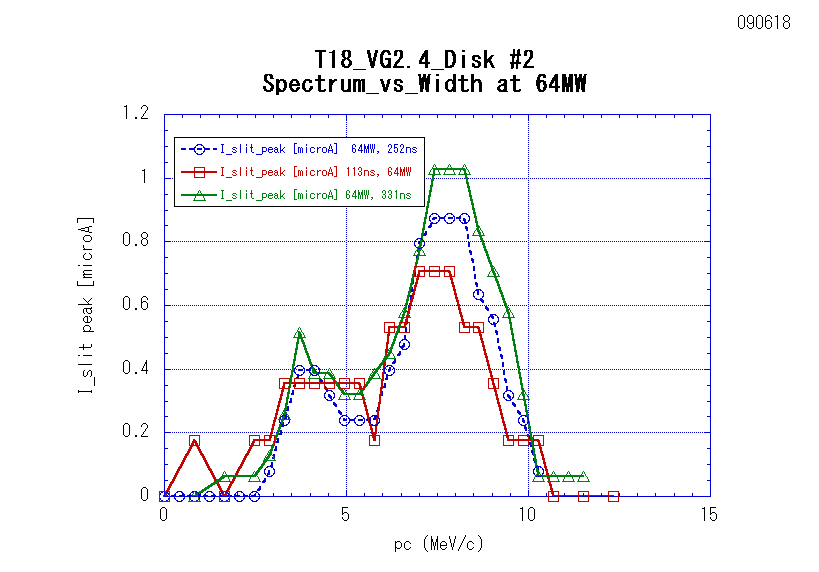 090618
T18_VG2.4_Disk #2
Spectrum_vs_Width at 64MW
I_slit_peak [microA]  64MW, 252ns
I_slit_peak [microA] 113ns, 64MW
I_slit_peak [microA] 64MW, 331ns
I_slit peak [microA]
1.2
1
0.8
0.6
0.4
0.2
0
0 5 10 15
pc (MeV/c)